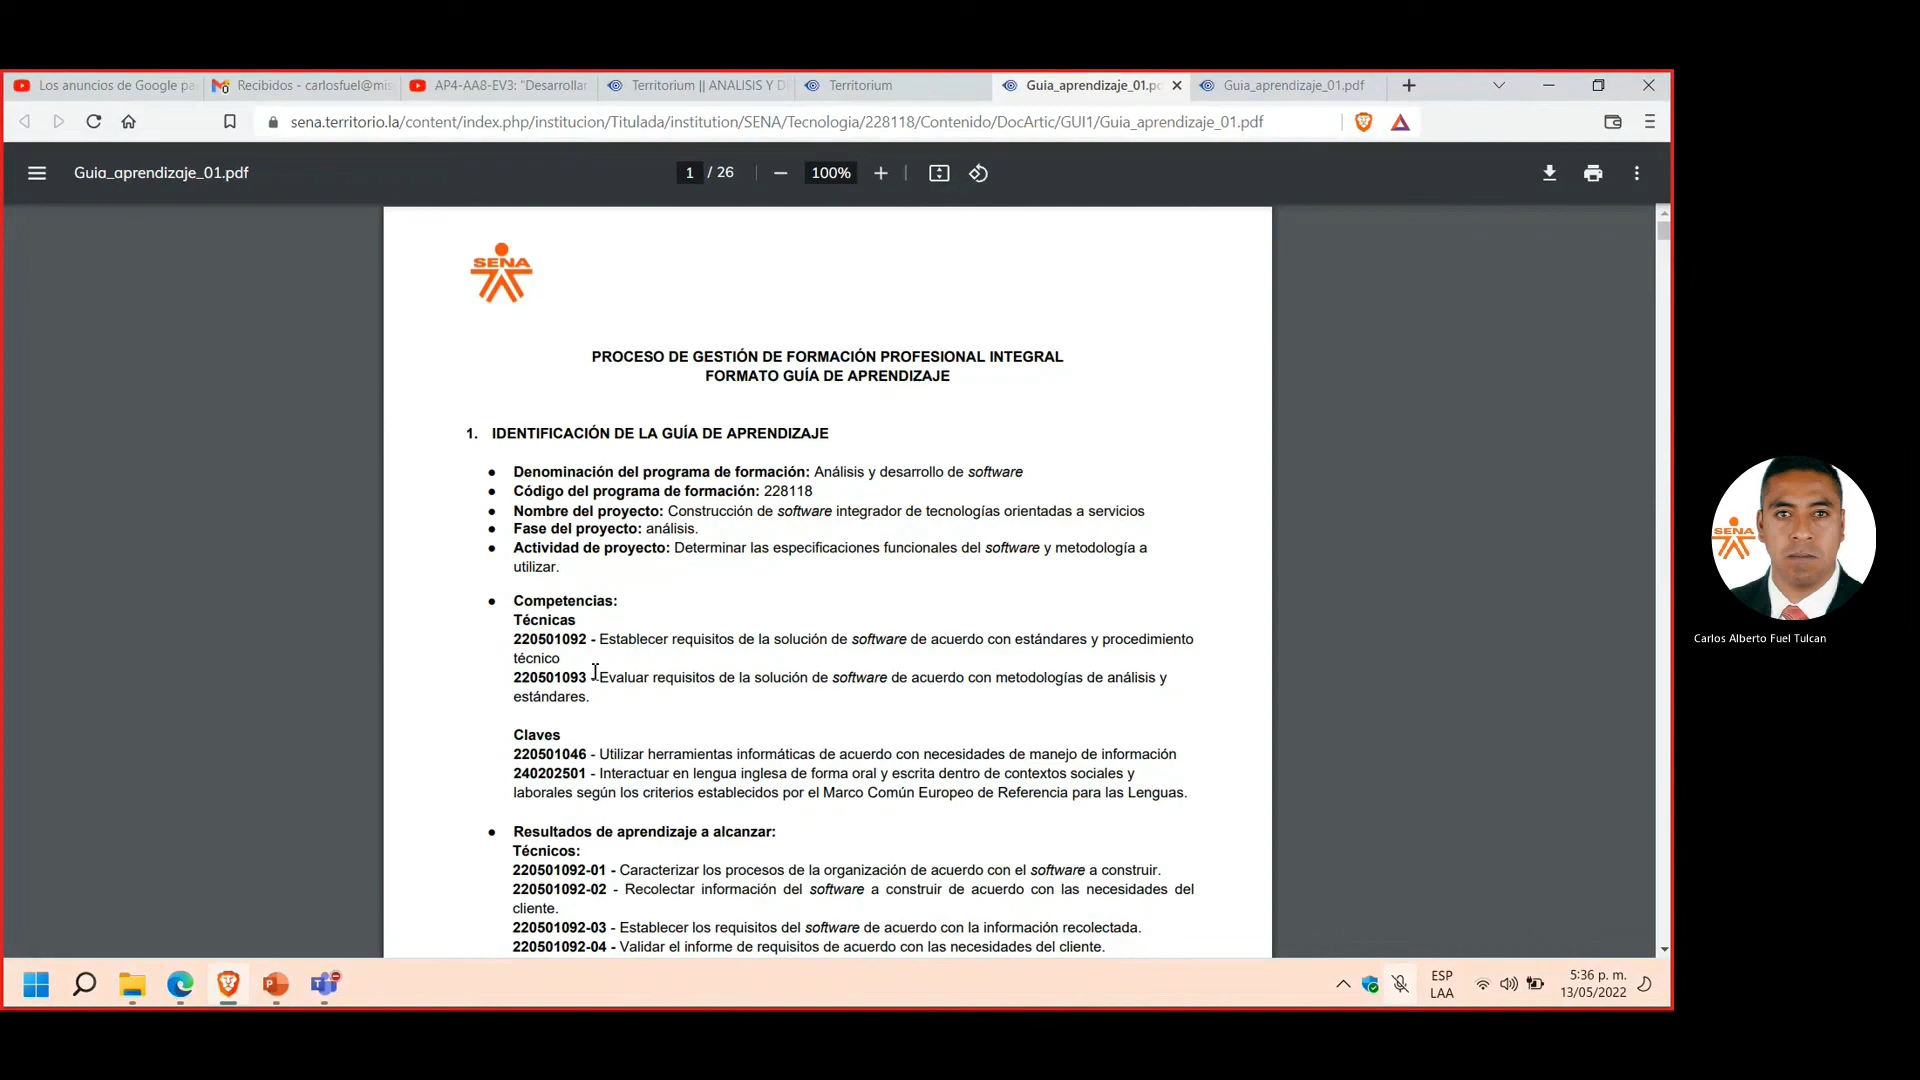 Los anuncios de Google pa
Recibidos - carlosfuel@mis
AP4-AA8-EV3: "Desarrollar
Territorium || ANALISIS Y D
Territorium
Guia_aprendizaje_01.pc
Guia_aprendizaje_01.pdf
sena.territorio.la/content/index.php/institucion/Titulada/institution/SENA/Tecnologia/228118/Contenido/DocArtic/GUI1/Guia_aprendizaje_01.pdf
Guia_aprendizaje_01.pdf
1 / 26
100%
SENA
PROCESO DE GESTIÓN DE FORMACIÓN PROFESIONAL INTEGRAL
FORMATO GUÍA DE APRENDIZAJE
1. IDENTIFICACIÓN DE LA GUÍA DE APRENDIZAJE
● Denominación del programa de formación: Análisis y desarrollo de software
● Código del programa de formación: 228118
● Nombre del proyecto: Construcción de software integrador de tecnologías orientadas a servicios
● Fase del proyecto: análisis.
● Actividad de proyecto: Determinar las especificaciones funcionales del software y metodología a
utilizar.
● Competencias:
Técnicas
220501092 - Establecer requisitos de la solución de software de acuerdo con estándares y procedimiento
técnico
220501093 - Evaluar requisitos de la solución de software de acuerdo con metodologías de análisis y
estándares.
Claves
220501046 - Utilizar herramientas informáticas de acuerdo con necesidades de manejo de información
240202501 - Interactuar en lengua inglesa de forma oral y escrita dentro de contextos sociales y
laborales según los criterios establecidos por el Marco Común Europeo de Referencia para las Lenguas.
● Resultados de aprendizaje a alcanzar:
Técnicos:
220501092-01 - Caracterizar los procesos de la organización de acuerdo con el software a construir.
220501092-02 - Recolectar información del software a construir de acuerdo con las necesidades del
cliente.
220501092-03 - Establecer los requisitos del software de acuerdo con la información recolectada.
220501092-04 - Validar el informe de requisitos de acuerdo con las necesidades del cliente.
SENA
Carlos Alberto Fuel Tulcan
ESP
LAA
5:36 p. m.
13/05/2022